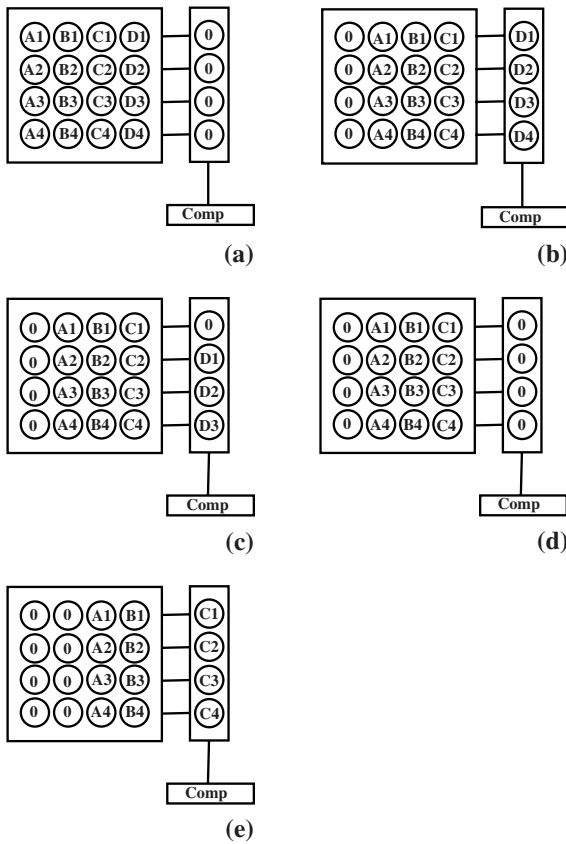 A1 B1 C1 D1 0
A2 B2 C2 D2 0
A3 B3 C3 D3 0
A4 B4 C4 D4 0
Comp
(a)
0 A1 B1 C1 D1
0 A2 B2 C2 D2
0 A3 B3 C3 D3
0 A4 B4 C4 D4
Comp
(b)
0 A1 B1 C1 0
0 A2 B2 C2 D1
0 A3 B3 C3 D2
0 A4 B4 C4 D3
Comp
(c)
0 A1 B1 C1 0
0 A2 B2 C2 0
0 A3 B3 C3 0
0 A4 B4 C4 0
Comp
(d)
0 0 A1 B1 C1
0 0 A2 B2 C2
0 0 A3 B3 C3
0 0 A4 B4 C4
Comp
(e)